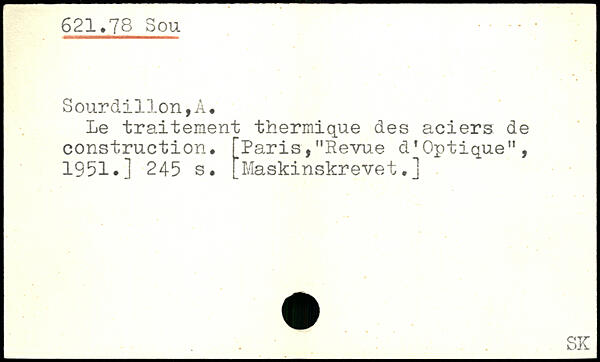 621.78 Sou
Sourdillon,A.
Le traitement thermique des aciers de
construction. [Paris,"Revue d'Optique",
1951.] 245 s. [Maskinskrevet.]
SK